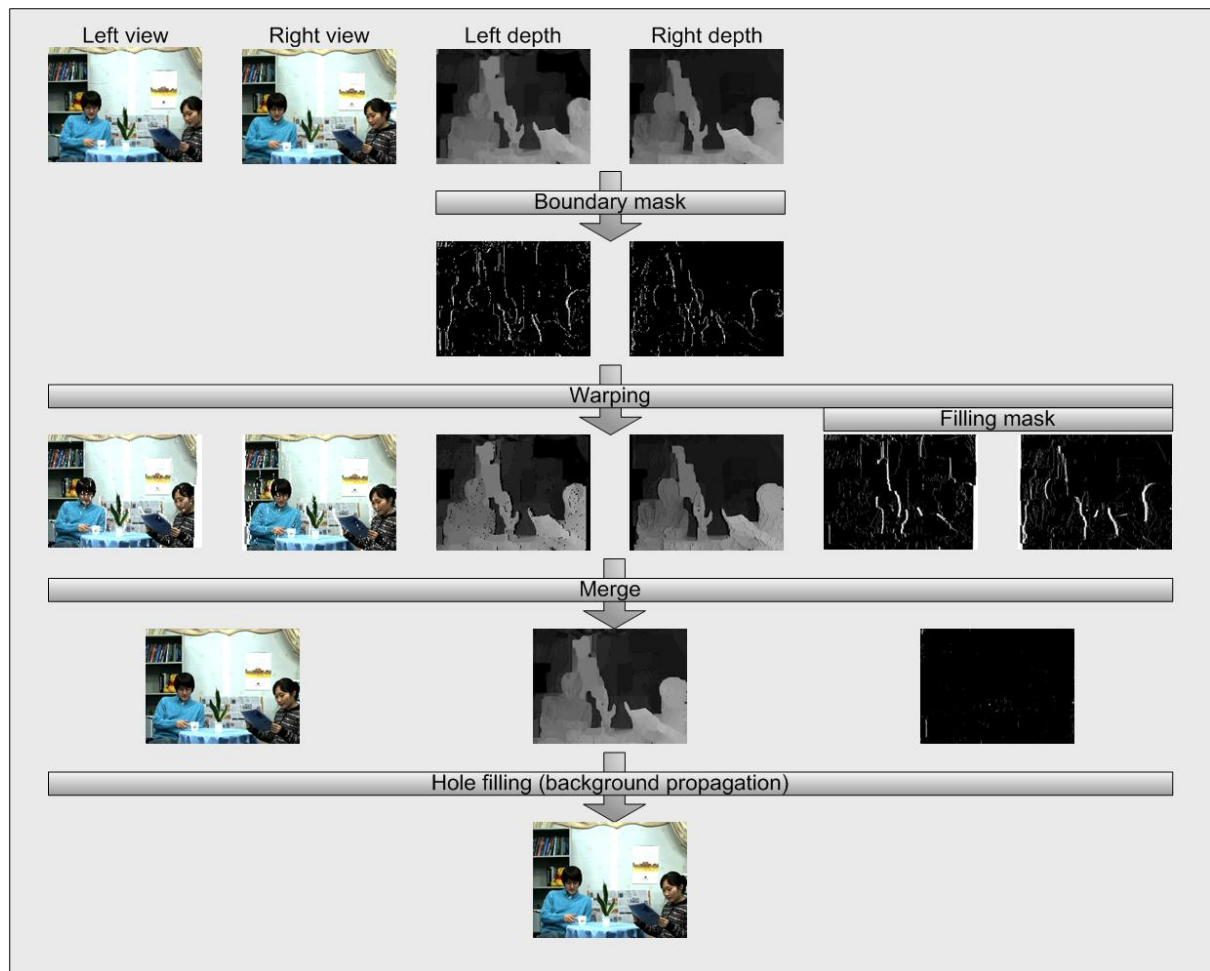 Left view
Right view
Left depth
Right depth
Boundary mask
Warping
Filling mask
Merge
Hole filling (background propagation)